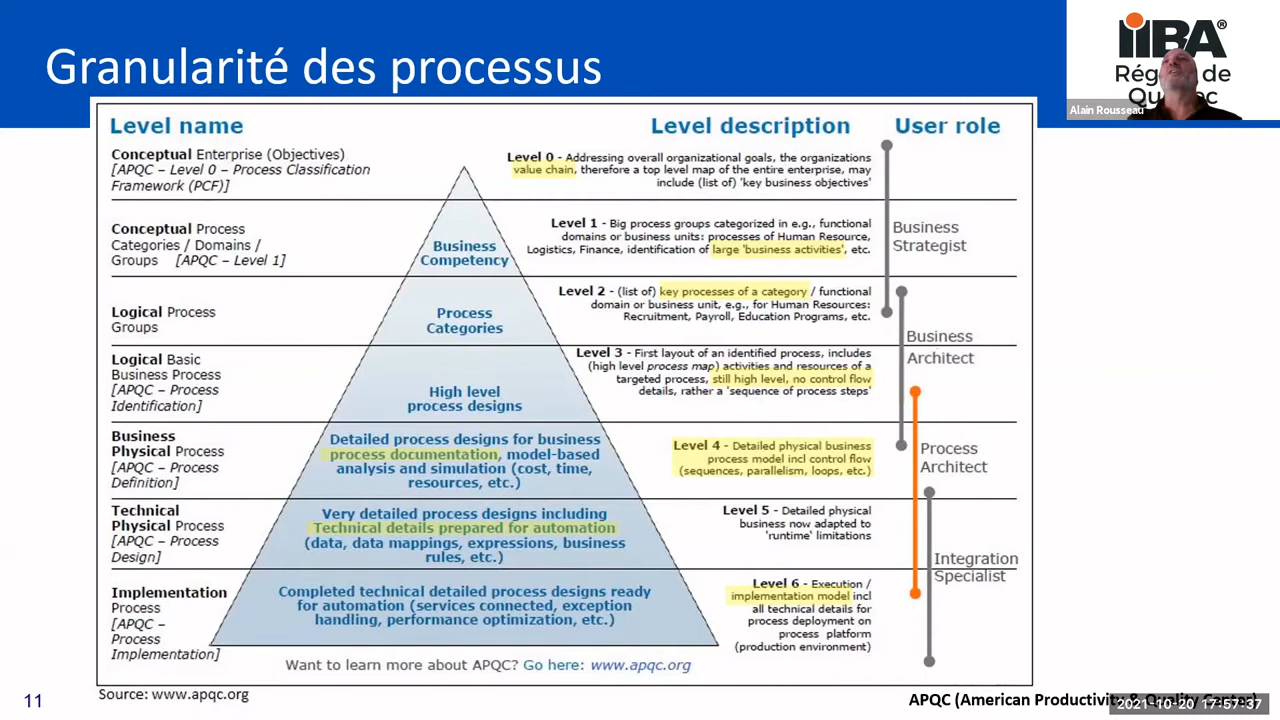 Granularité des processus
iiBA®
Région de
Québec
Alain Rousseau
Level name
Level description
User role
Conceptual Enterprise (Objectives)
[APQC – Level 0 – Process Classification
Framework (PCF)]
Level 0 - Addressing overall organizational goals, the organizations
value chain, therefore a top level map of the entire enterprise, may
include (list of) 'key business objectives'
Conceptual Process
Categories / Domains /
Groups [APQC – Level 1]
Business
Competency
Level 1 - Big process groups categorized in e.g., functional
domains or business units: processes of Human Resource,
Logistics, Finance, identification of large 'business activities', etc.
Business
Strategist
Logical Process
Groups
Process
Categories
Level 2 - (list of) key processes of a category / functional
domain or business unit, e.g., for Human Resources:
Recruitment, Payroll, Education Programs, etc.
Business
Architect
Logical Basic
Business Process
[APQC – Process
Identification]
High level
process designs
Level 3 - First layout of an identified process, includes
(high level process map) activities and resources of a
targeted process, still high level, no control flow
details, rather a 'sequence of process steps'
Business
Physical Process
[APQC – Process
Definition]
Detailed process designs for business
process documentation, model-based
analysis and simulation (cost, time,
resources, etc.)
Level 4 - Detailed physical business
process model incl control flow
(sequences, parallelism, loops, etc.)
Process
Architect
Technical
Physical Process
[APQC – Process
Design]
Very detailed process designs including
Technical details prepared for automation
(data, data mappings, expressions, business
rules, etc.)
Level 5 - Detailed physical
business now adapted to
'runtime' limitations
Integration
Specialist
Implementation
Process
[APQC –
Process
Implementation]
Completed technical detailed process designs ready
for automation (services connected, exception
handling, performance optimization, etc.)
Level 6 - Execution /
implementation model incl
all technical details for
process deployment on
process platform
(production environment)
Want to learn more about APQC? Go here: www.apqc.org
11
Source: www.apqc.org
APQC (American Productivity & Quality Center)
2021-10-20 17:57:37